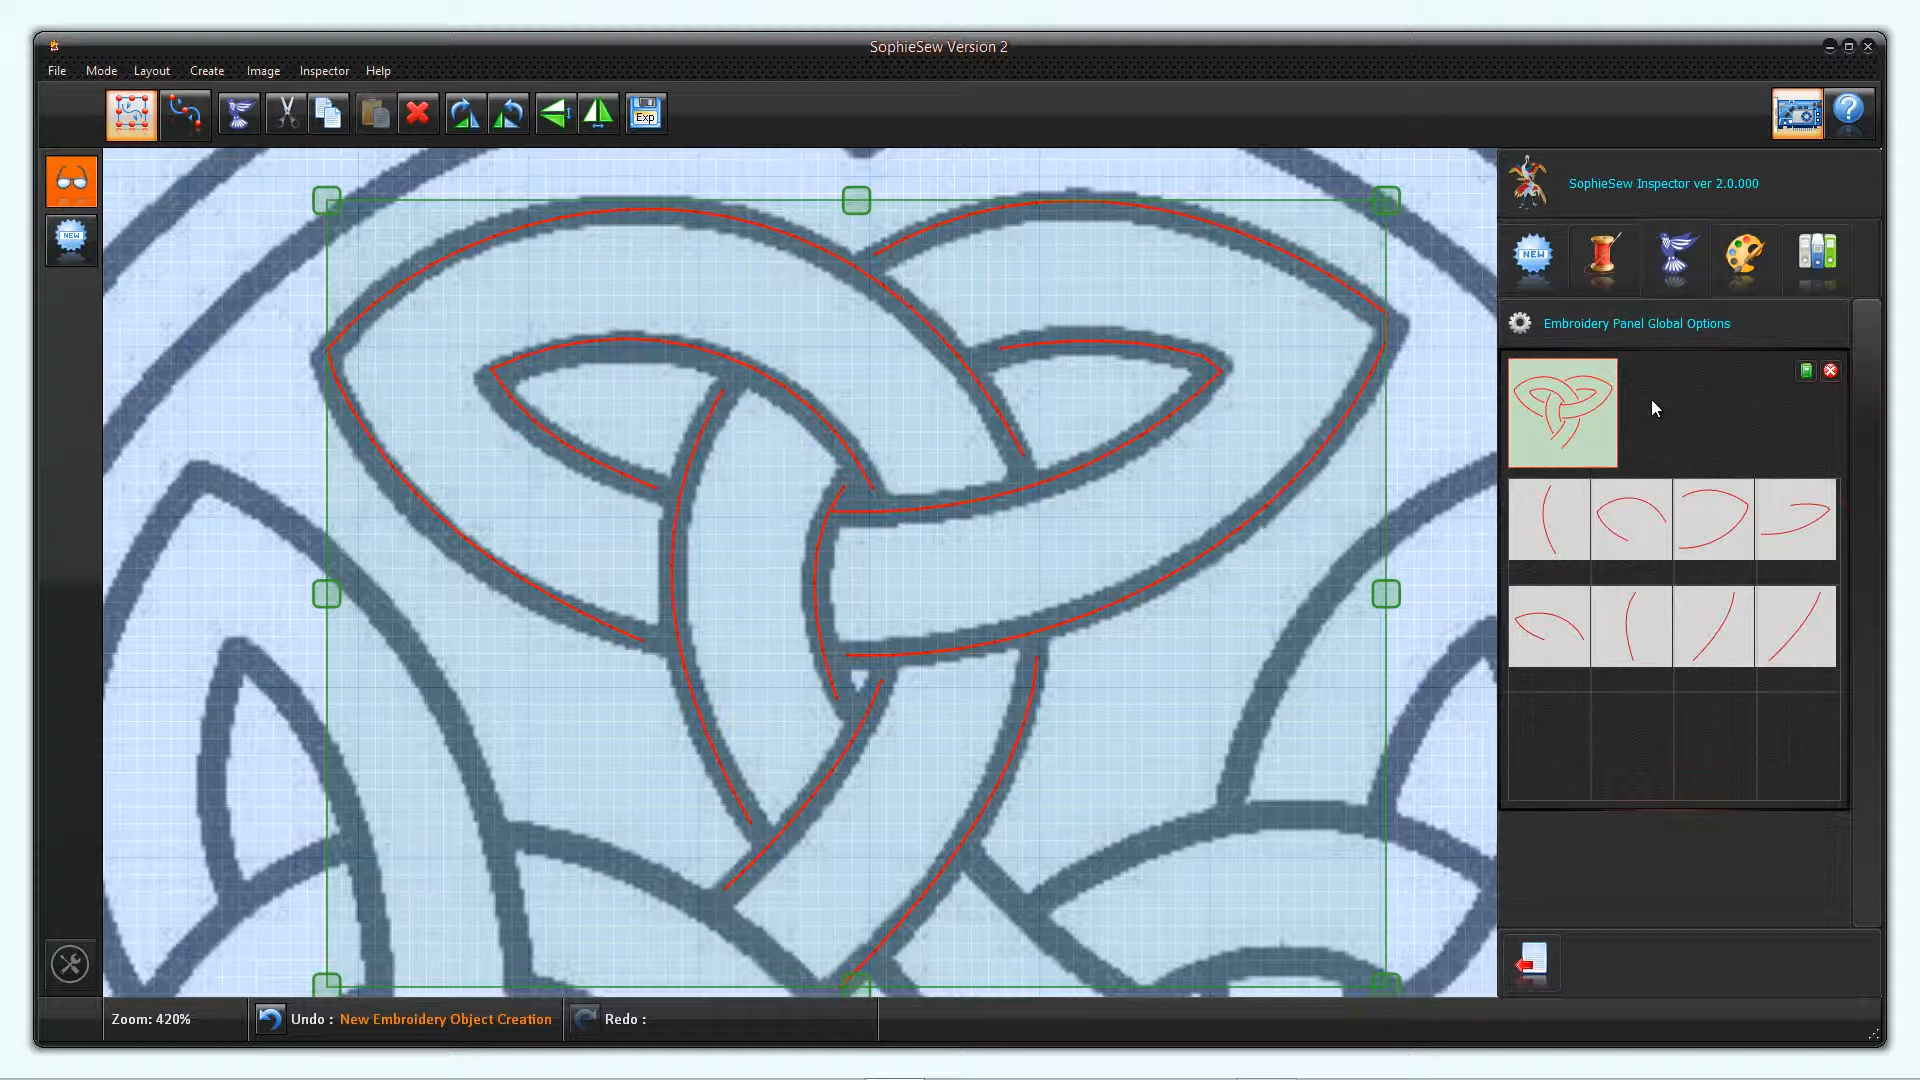 SophieSew Version 2
File Mode Layout Create Image Inspector Help
Exp
NEW
SophieSew Inspector ver 2.0.000
NEW
Embroidery Panel Global Options
Zoom: 420% Undo : New Embroidery Object Creation Redo :